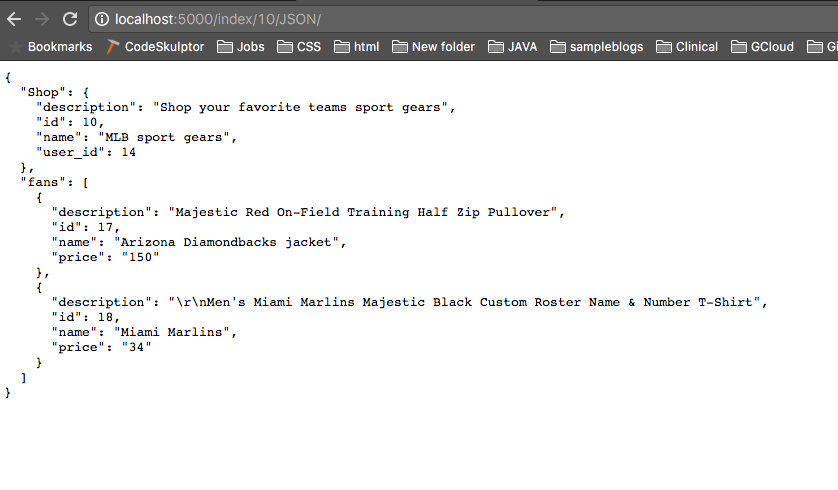 localhost:5000/index/10/JSON/
Bookmarks CodeSkulptor Jobs CSS html New folder JAVA sampleblogs Clinical GCloud
{
  "Shop": {
    "description": "Shop your favorite teams sport gears",
    "id": 10,
    "name": "MLB sport gears",
    "user_id": 14
  },
  "fans": [
    {
      "description": "Majestic Red On-Field Training Half Zip Pullover",
      "id": 17,
      "name": "Arizona Diamondbacks jacket",
      "price": "150"
    },
    {
      "description": "\r\nMen's Miami Marlins Majestic Black Custom Roster Name & Number T-Shirt",
      "id": 18,
      "name": "Miami Marlins",
      "price": "34"
    }
  ]
}